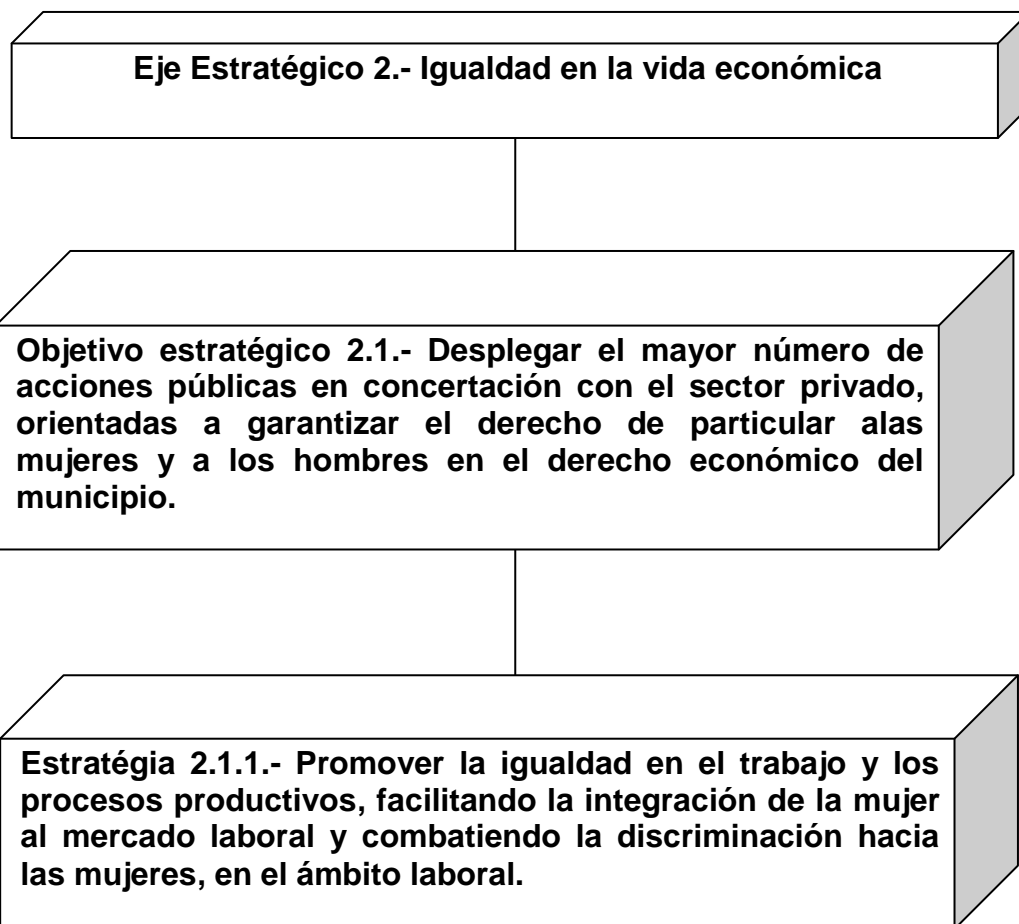 Eje Estratégico 2.- Igualdad en la vida económica
Objetivo estratégico 2.1.- Desplegar el mayor número de
acciones públicas en concertación con el sector privado,
orientadas a garantizar el derecho de particular alas
mujeres y a los hombres en el derecho económico del
municipio.
Estratégia 2.1.1.- Promover la igualdad en el trabajo y los
procesos productivos, facilitando la integración de la mujer
al mercado laboral y combatiendo la discriminación hacia
las mujeres, en el ámbito laboral.